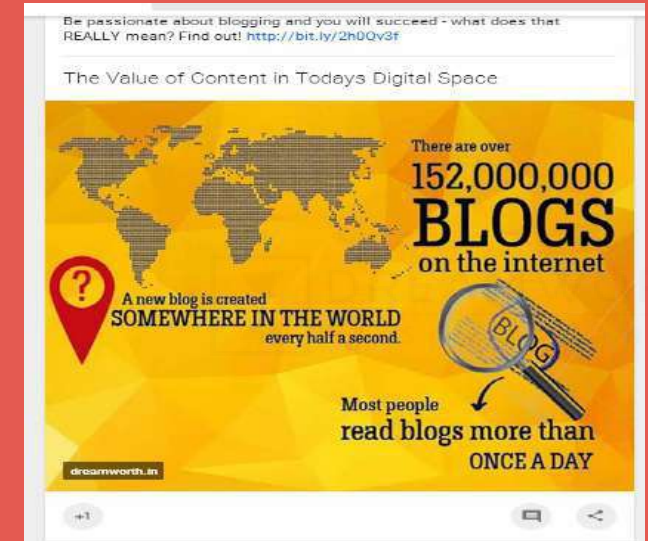 Be passionate about blogging and you will succeed - what does that
REALLY mean? Find out! http://bit.ly/2h0Qv3f
The Value of Content in Todays Digital Space
There are over
152,000,000
BLOGS
on the internet
?
A new blog is created
SOMEWHERE IN THE WORLD
every half a second.
BLOG
Most people
read blogs more than
ONCE A DAY
dreamworth.in
+1